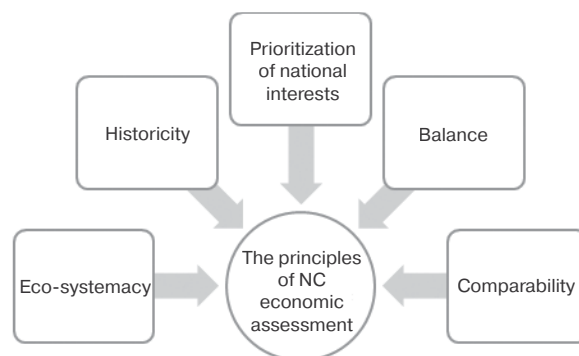 Prioritization
of national
interests
Historicity
Balance
Eco-systemacy
The principles
of NC
economic
assessment
Comparability